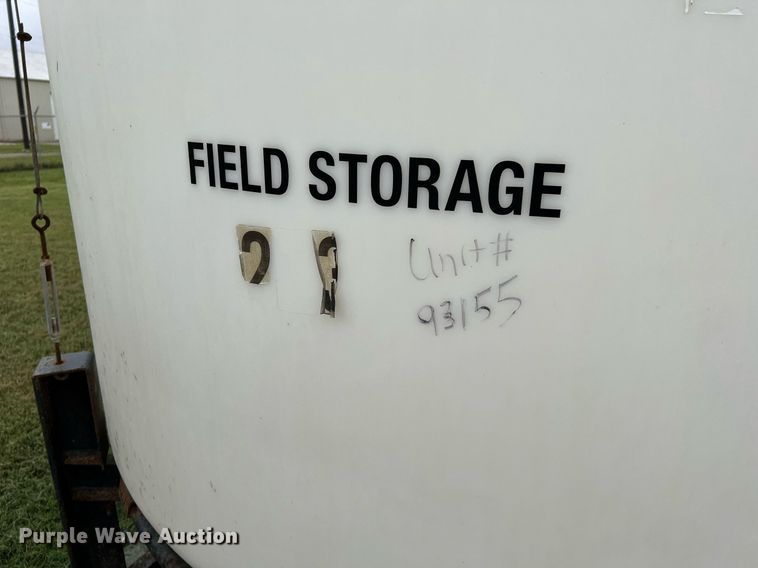 FIELD STORAGE
2
Unit#
93155
Purple Wave Auction